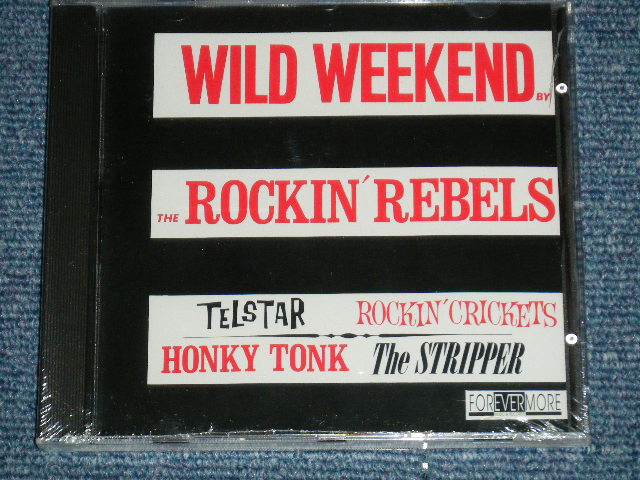 WILD WEEKEND BY
THE ROCKIN' REBELS
TELSTAR ROCKIN' CRICKETS
HONKY TONK The STRIPPER
FOREVERMORE